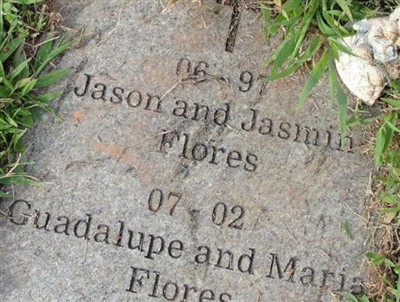 06 - 97
Jason and Jasmin
Flores
07 - 02
Guadalupe and Maria
Flores